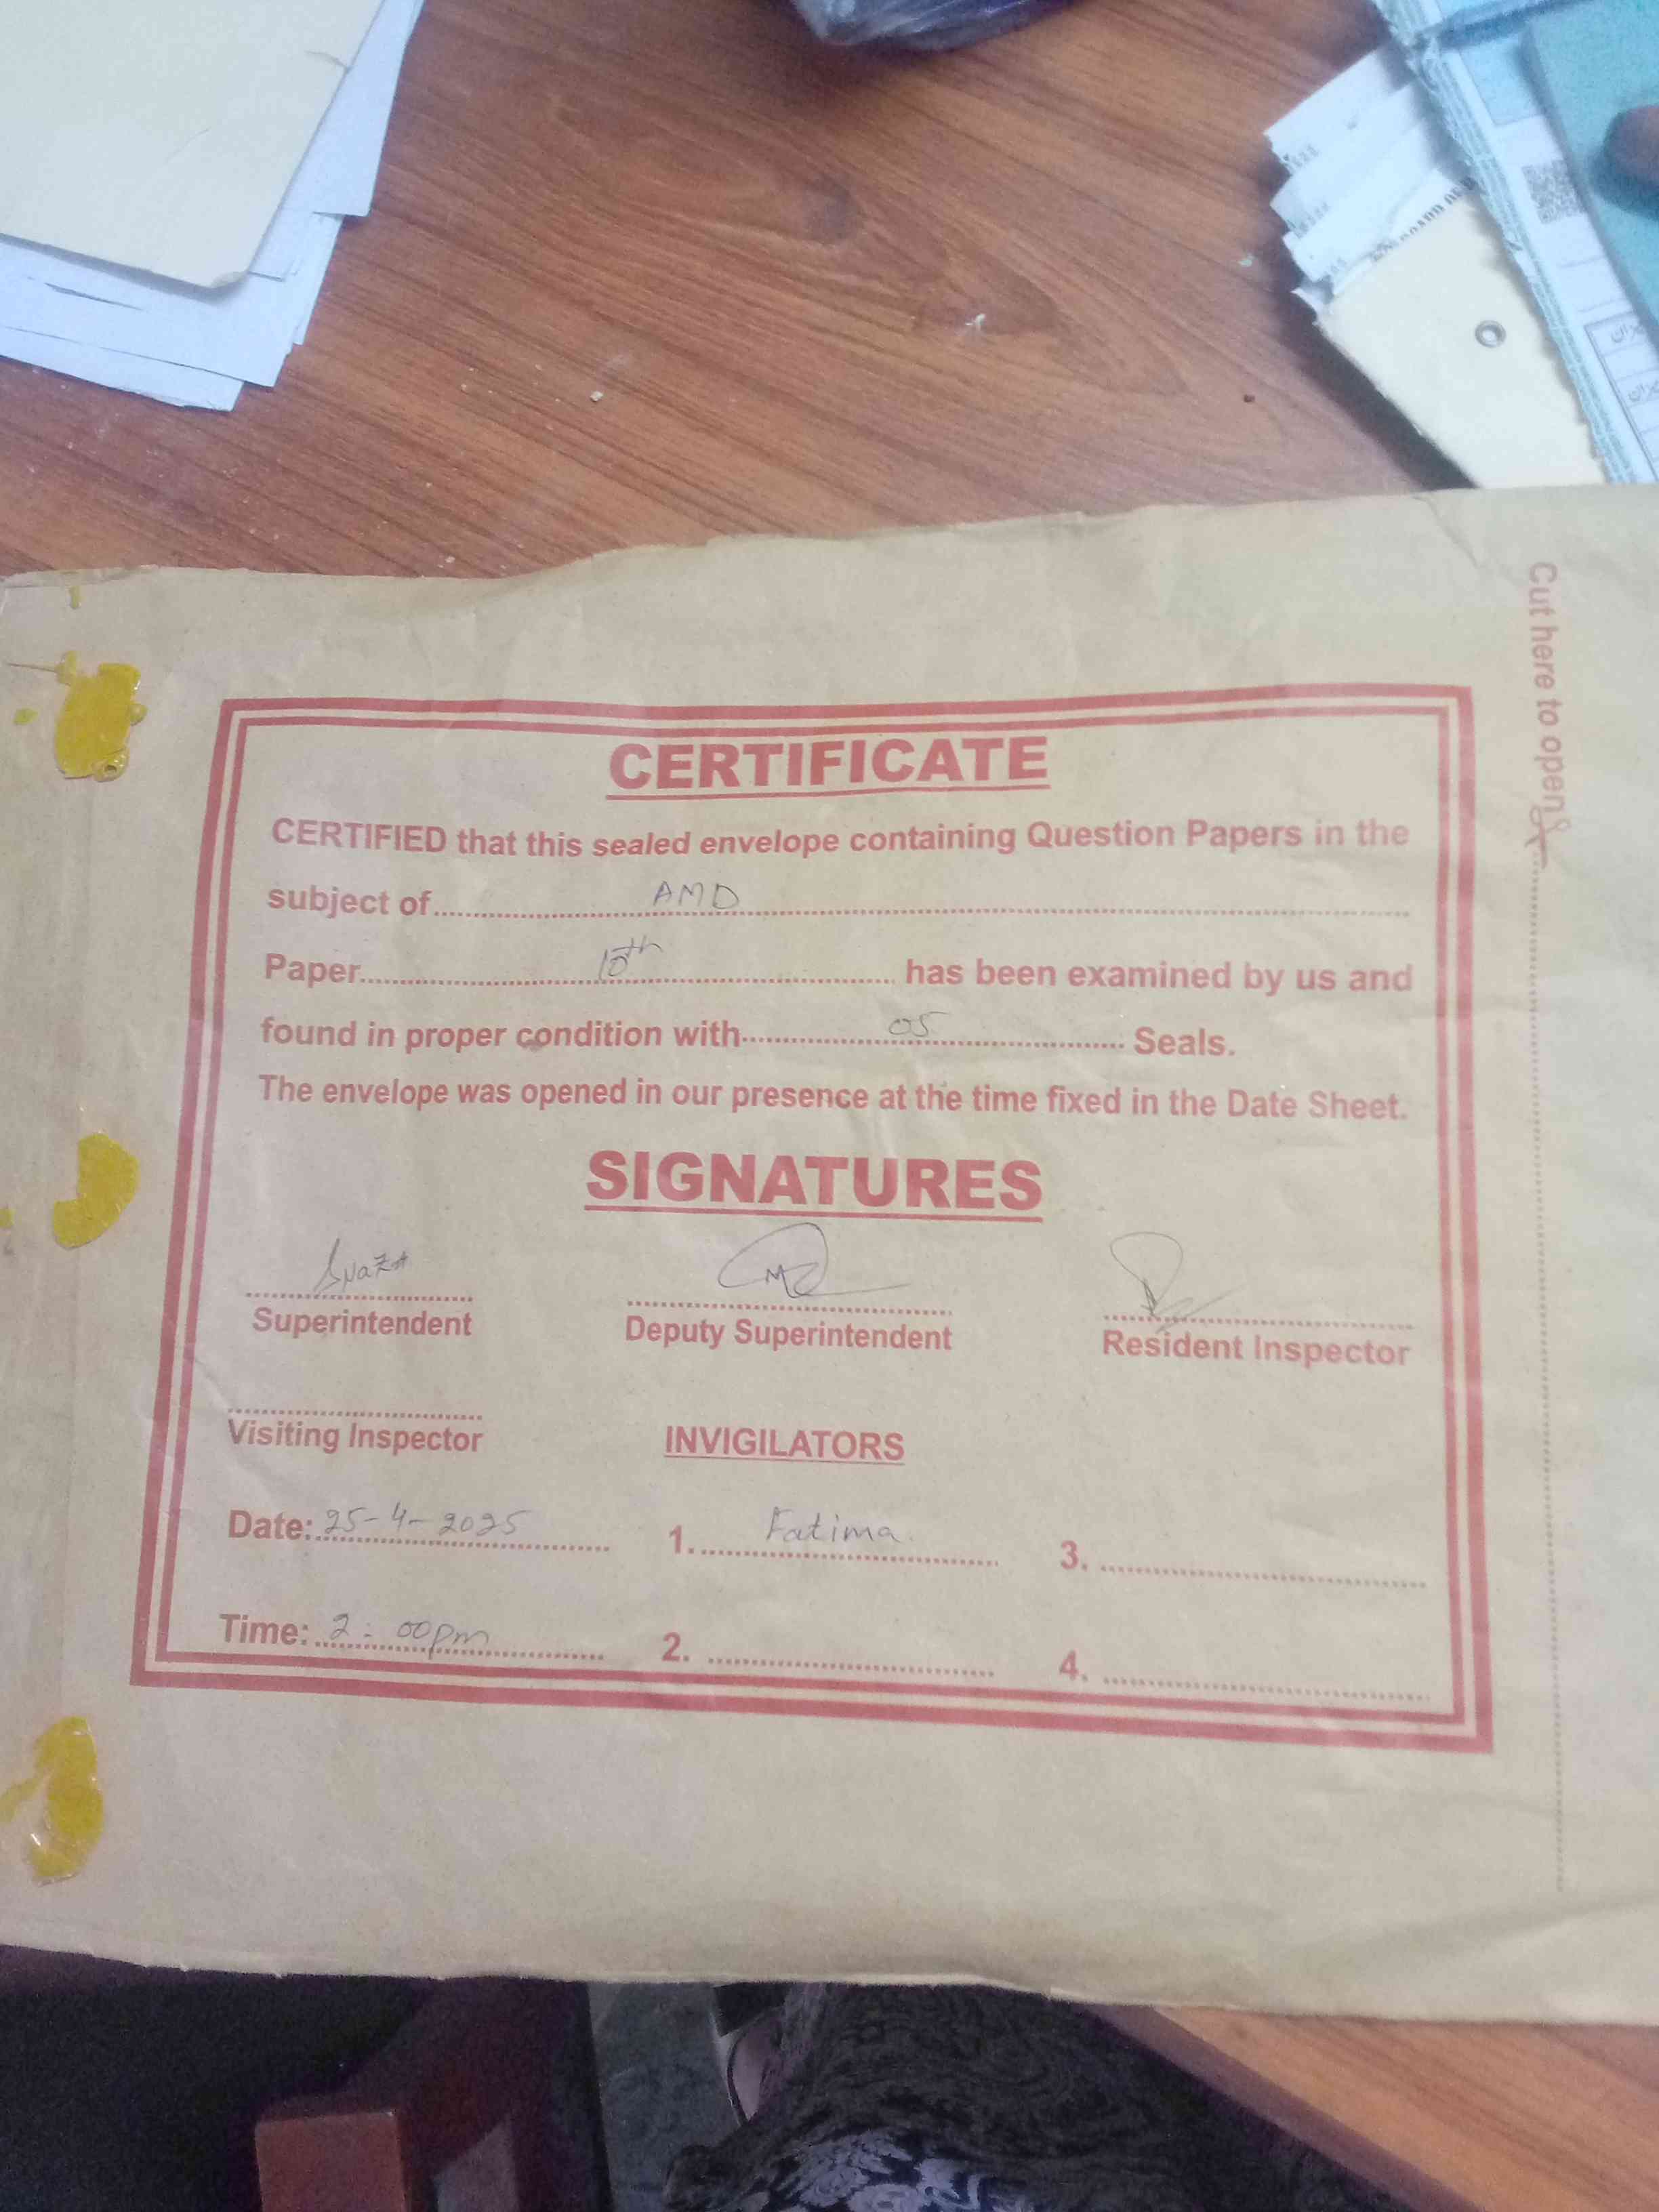 Cut here to open
CERTIFICATE
CERTIFIED that this sealed envelope containing Question Papers in the
subject of AMD
Paper 10th has been examined by us and
found in proper condition with 05 Seals.
The envelope was opened in our presence at the time fixed in the Date Sheet.
SIGNATURES
Superintendent Deputy Superintendent Resident Inspector
Visiting Inspector INVIGILATORS
Date: 25-4-2025 1. Fatima 3.
Time: 2:00pm 2. 4.